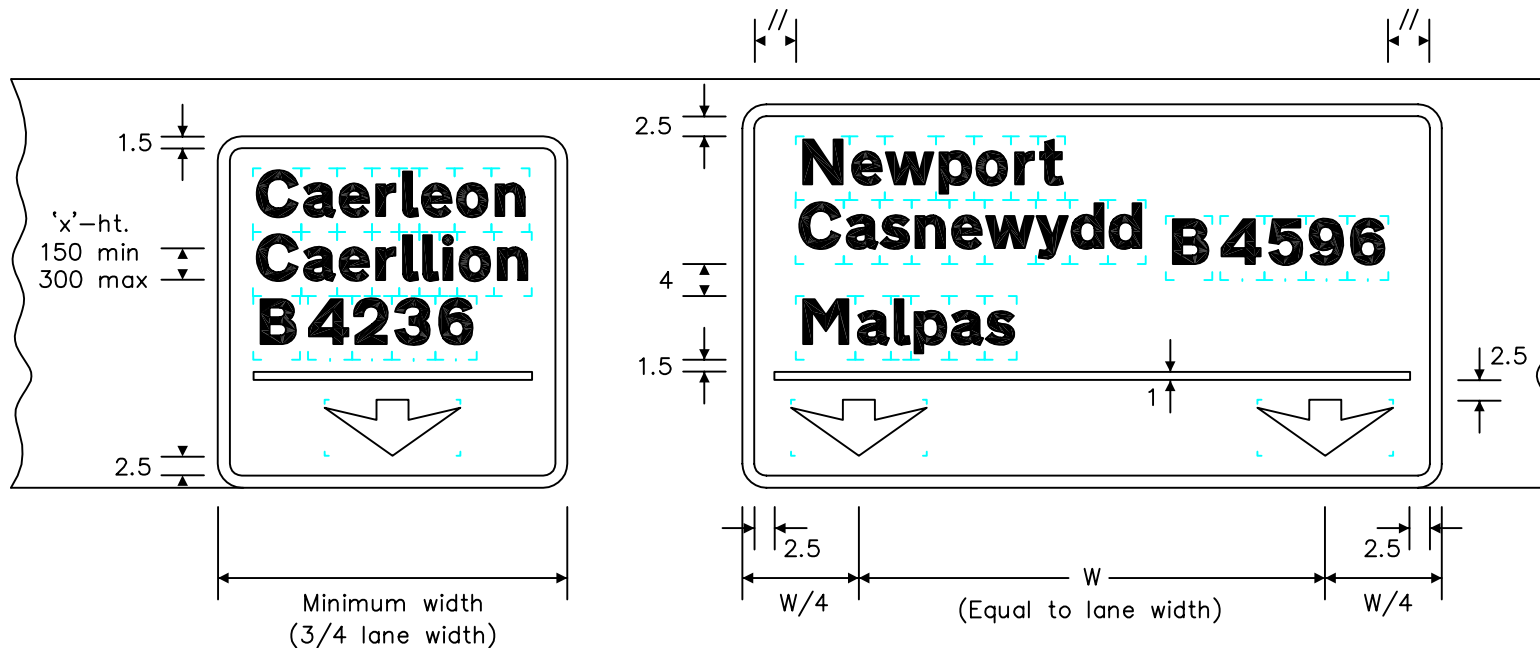 //
//
1.5
'x'-ht.
150 min
300 max
2.5
Caerleon
Caerllion
B 4236
Minimum width
(3/4 lane width)
2.5
4
1.5
Newport
Casnewydd
B 4596
Malpas
1
2.5
(
2.5
W/4
W
(Equal to lane width)
2.5
W/4